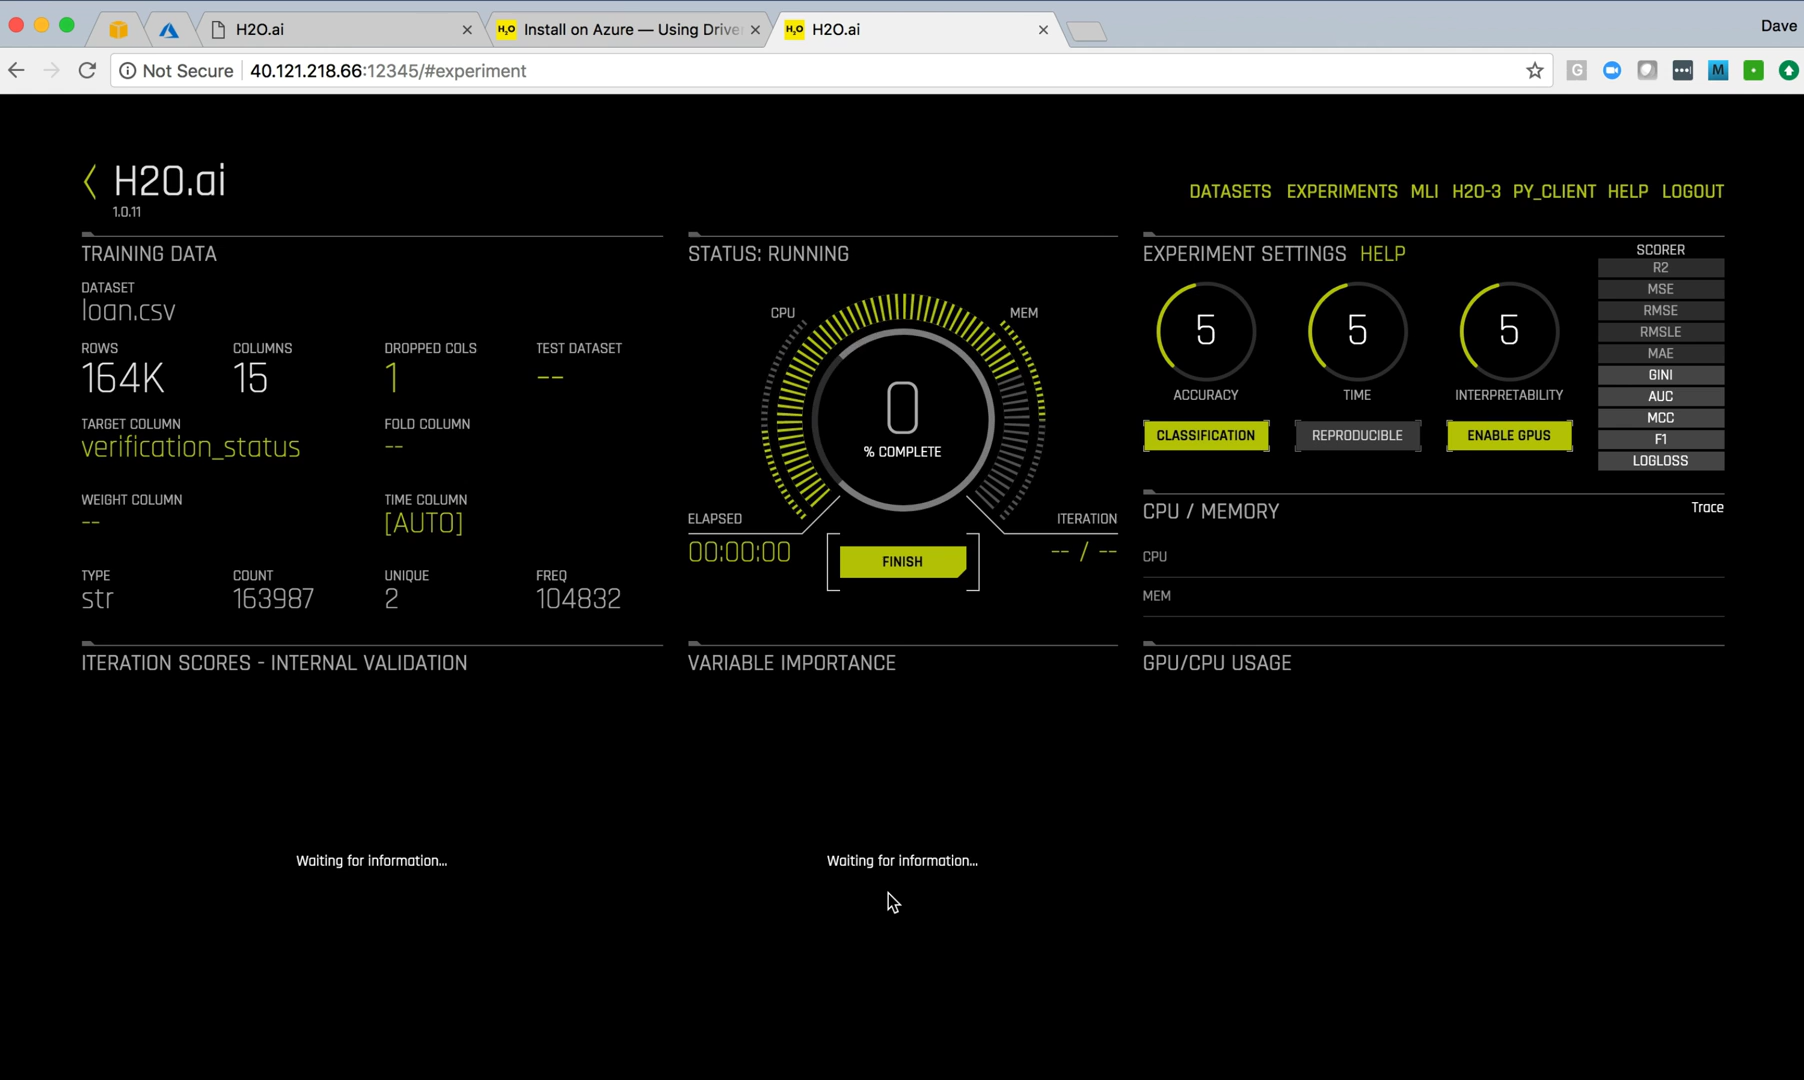 H2O.ai
Install on Azure — Using Drive
H2O.ai
Dave
Not Secure
40.121.218.66:12345/#experiment
H2O.ai
1.0.11
DATASETS EXPERIMENTS MLI H2O-3 PY_CLIENT HELP LOGOUT
TRAINING DATA
DATASET
loan.csv
ROWS COLUMNS DROPPED COLS TEST DATASET
164K 15 1 --
TARGET COLUMN FOLD COLUMN
verification_status --
WEIGHT COLUMN TIME COLUMN
-- [AUTO]
TYPE COUNT UNIQUE FREQ
str 163987 2 104832
STATUS: RUNNING
CPU MEM
0
% COMPLETE
ELAPSED ITERATION
00:00:00 -- / --
FINISH
EXPERIMENT SETTINGS HELP
5 5 5
ACCURACY TIME INTERPRETABILITY
CLASSIFICATION REPRODUCIBLE ENABLE GPUS
SCORER
R2
MSE
RMSE
RMSLE
MAE
GINI
AUC
MCC
F1
LOGLOSS
CPU / MEMORY Trace
CPU
MEM
ITERATION SCORES - INTERNAL VALIDATION
Waiting for information...
VARIABLE IMPORTANCE
Waiting for information...
GPU/CPU USAGE